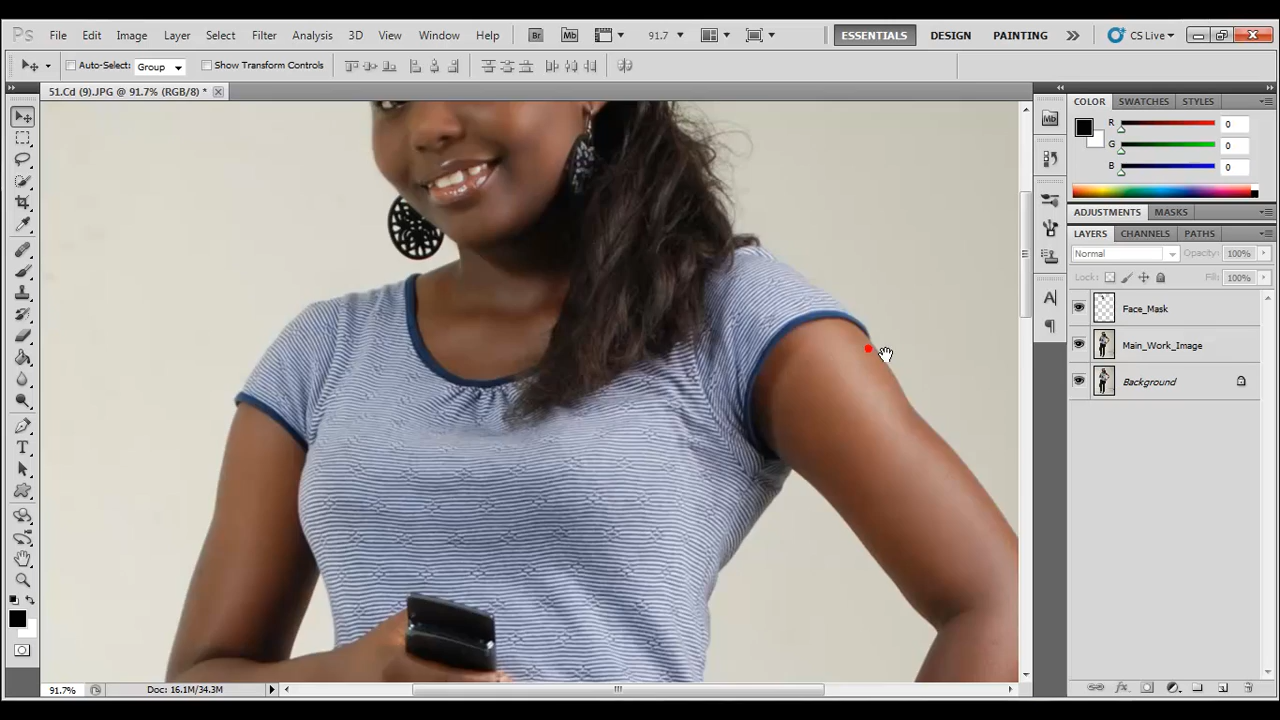 Ps File Edit Image Layer Select Filter Analysis 3D View Window Help Br Mb 91.7 ESSENTIALS DESIGN PAINTING CS Live
Auto-Select: Group Show Transform Controls
51.Cd (9).JPG @ 91.7% (RGB/8) *
COLOR SWATCHES STYLES
Mb
R 0
G 0
B 0
ADJUSTMENTS MASKS
LAYERS CHANNELS PATHS
Normal Opacity: 100%
Lock: Fill: 100%
Face_Mask
Main_Work_Image
Background
91.7% Doc: 16.1M/34.3M